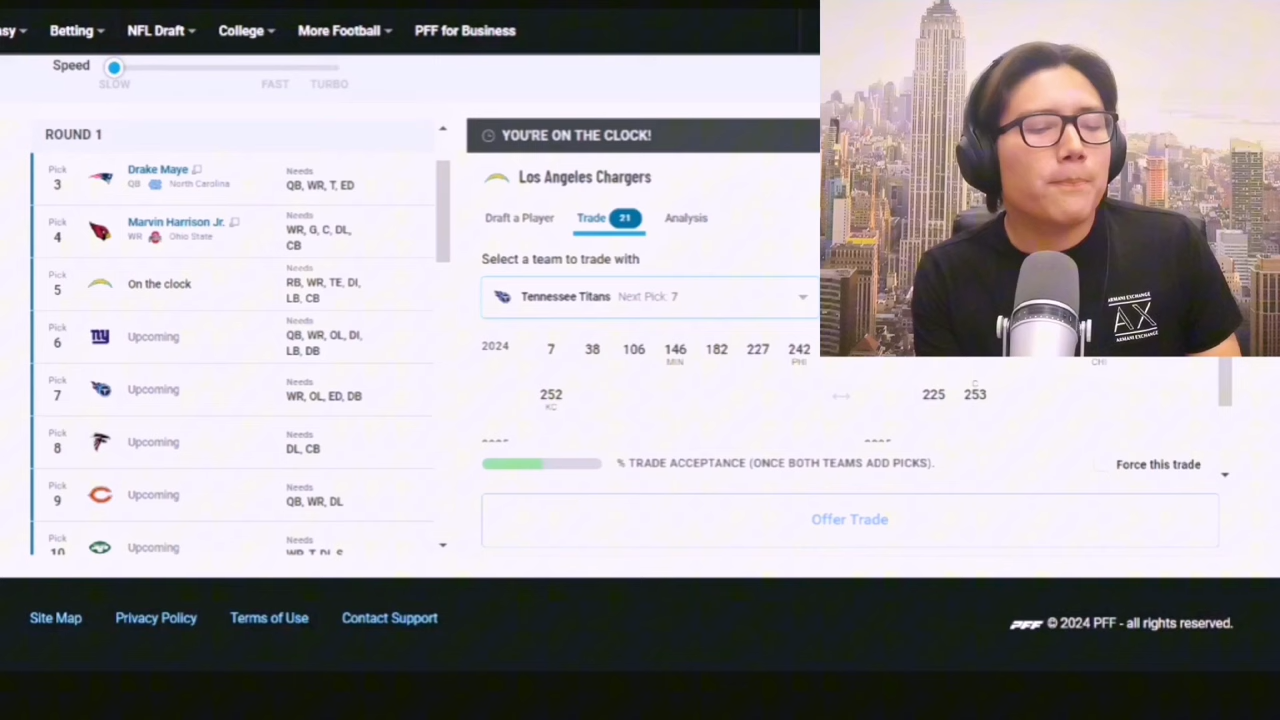 sy
Betting
NFL Draft
College
More Football
PFF for Business
Speed
SLOW
FAST
TURBO
ROUND 1
Pick
3
Drake Maye
QB
North Carolina
Needs
QB, WR, T, ED
Pick
4
Marvin Harrison Jr.
WR
Ohio State
Needs
WR, G, C, DL,
CB
Pick
5
On the clock
Needs
RB, WR, TE, DI,
LB, CB
Pick
6
Upcoming
Needs
QB, WR, OL, DI,
LB, DB
Pick
7
Upcoming
Needs
WR, OL, ED, DB
Pick
8
Upcoming
Needs
DL, CB
Pick
9
Upcoming
Needs
QB, WR, DL
Pick
10
Upcoming
Needs
WR, T, DI, S
YOU'RE ON THE CLOCK!
Los Angeles Chargers
Draft a Player
Trade 21
Analysis
Select a team to trade with
Tennessee Titans Next Pick: 7
2024
7
38
106
146
MIN
182
227
242
PHI
CHI
252
KC
225
C
253
2025
2025
% TRADE ACCEPTANCE (ONCE BOTH TEAMS ADD PICKS).
Force this trade
Offer Trade
ARMANI EXCHANGE
AX
ARMANI EXCHANGE
Site Map
Privacy Policy
Terms of Use
Contact Support
PFF © 2024 PFF - all rights reserved.